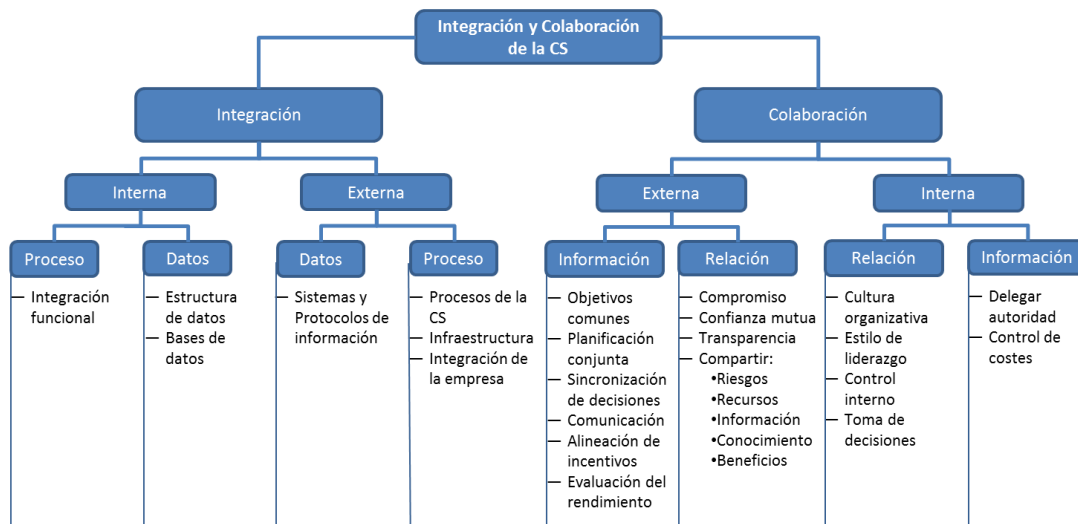 Integración y Colaboración
de la CS
Integración
Colaboración
Interna
Externa
Externa
Interna
Proceso
Datos
Datos
Proceso
Información
Relación
Relación
Información
— Integración
funcional
— Estructura
de datos
— Bases de
datos
— Sistemas y
Protocolos de
información
— Procesos de la
CS
— Infraestructura
— Integración de
la empresa
— Objetivos
comunes
— Planificación
conjunta
— Sincronización
de decisiones
— Comunicación
— Alineación de
incentivos
— Evaluación del
rendimiento
— Compromiso
— Confianza mutua
— Transparencia
— Compartir:
•Riesgos
•Recursos
•Información
•Conocimiento
•Beneficios
— Cultura
organizativa
— Estilo de
liderazgo
— Control
interno
— Toma de
decisiones
— Delegar
autoridad
— Control de
costes